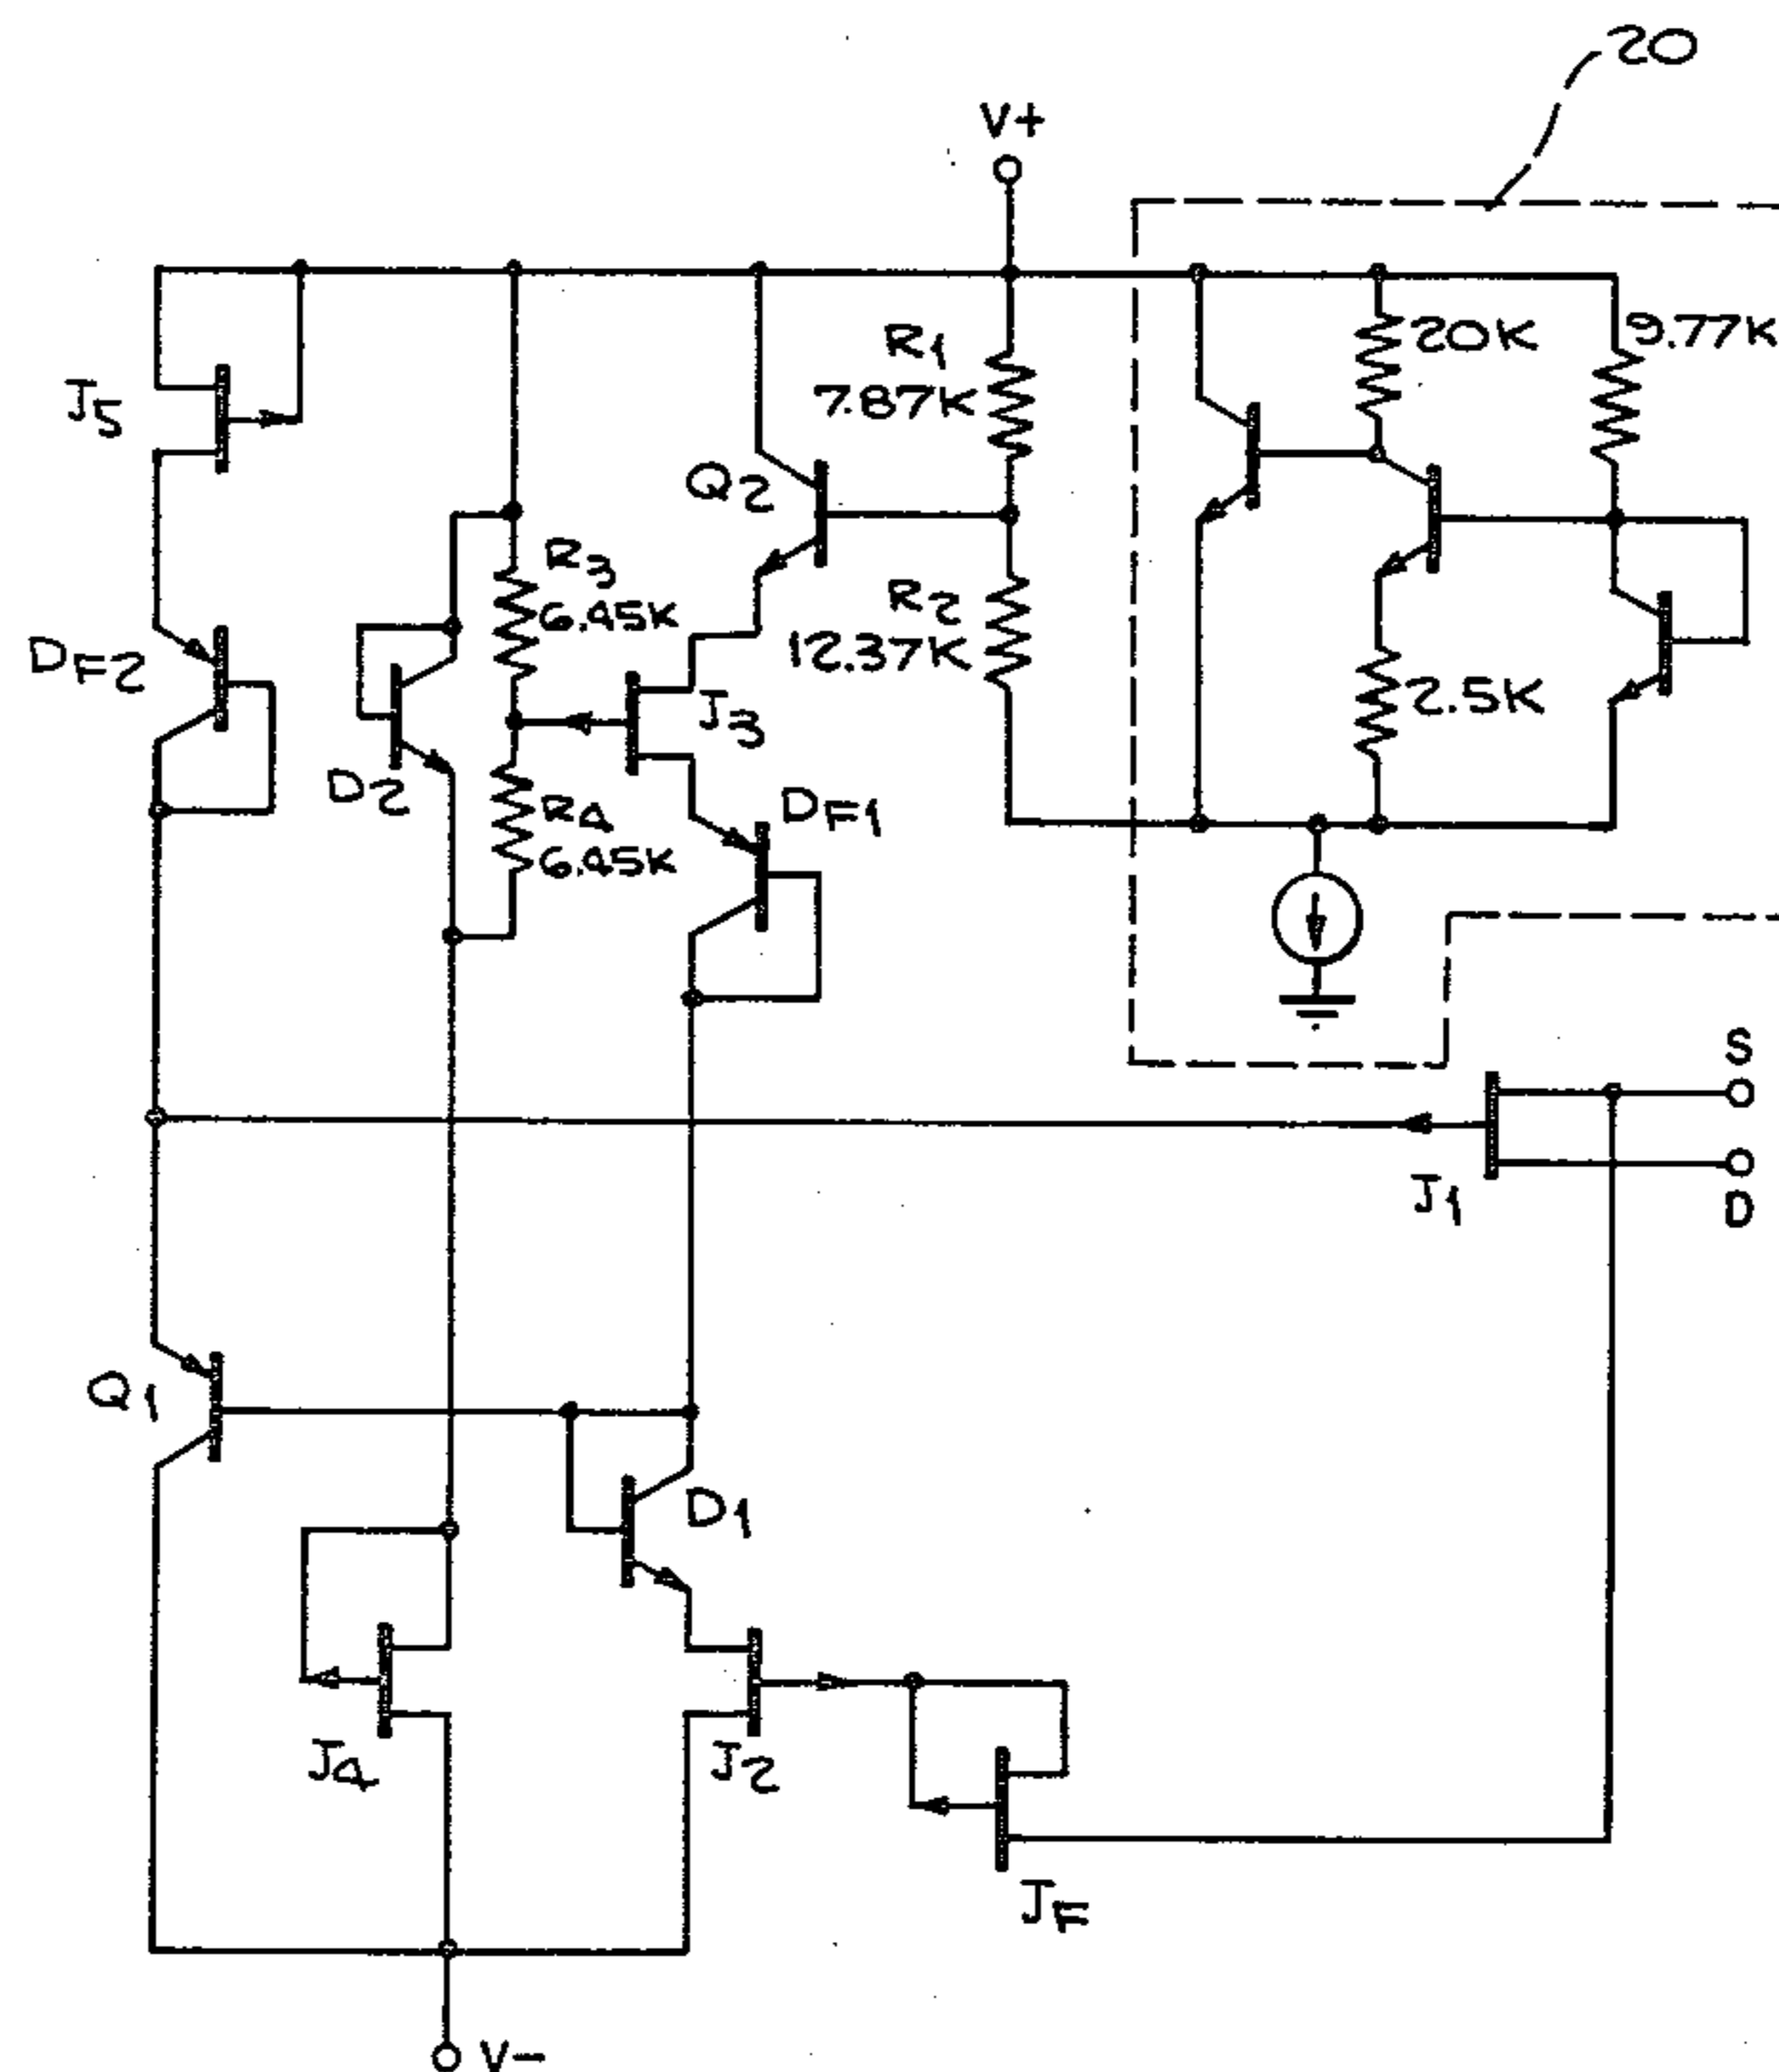 20
V+
J5
R1
7.87K
20K
9.77K
Q2
R3
6.45K
R2
12.37K
DF2
J3
2.5K
D2
R4
6.45K
DF1
S
J1
D
Q1
D1
J4
J2
JF
V-